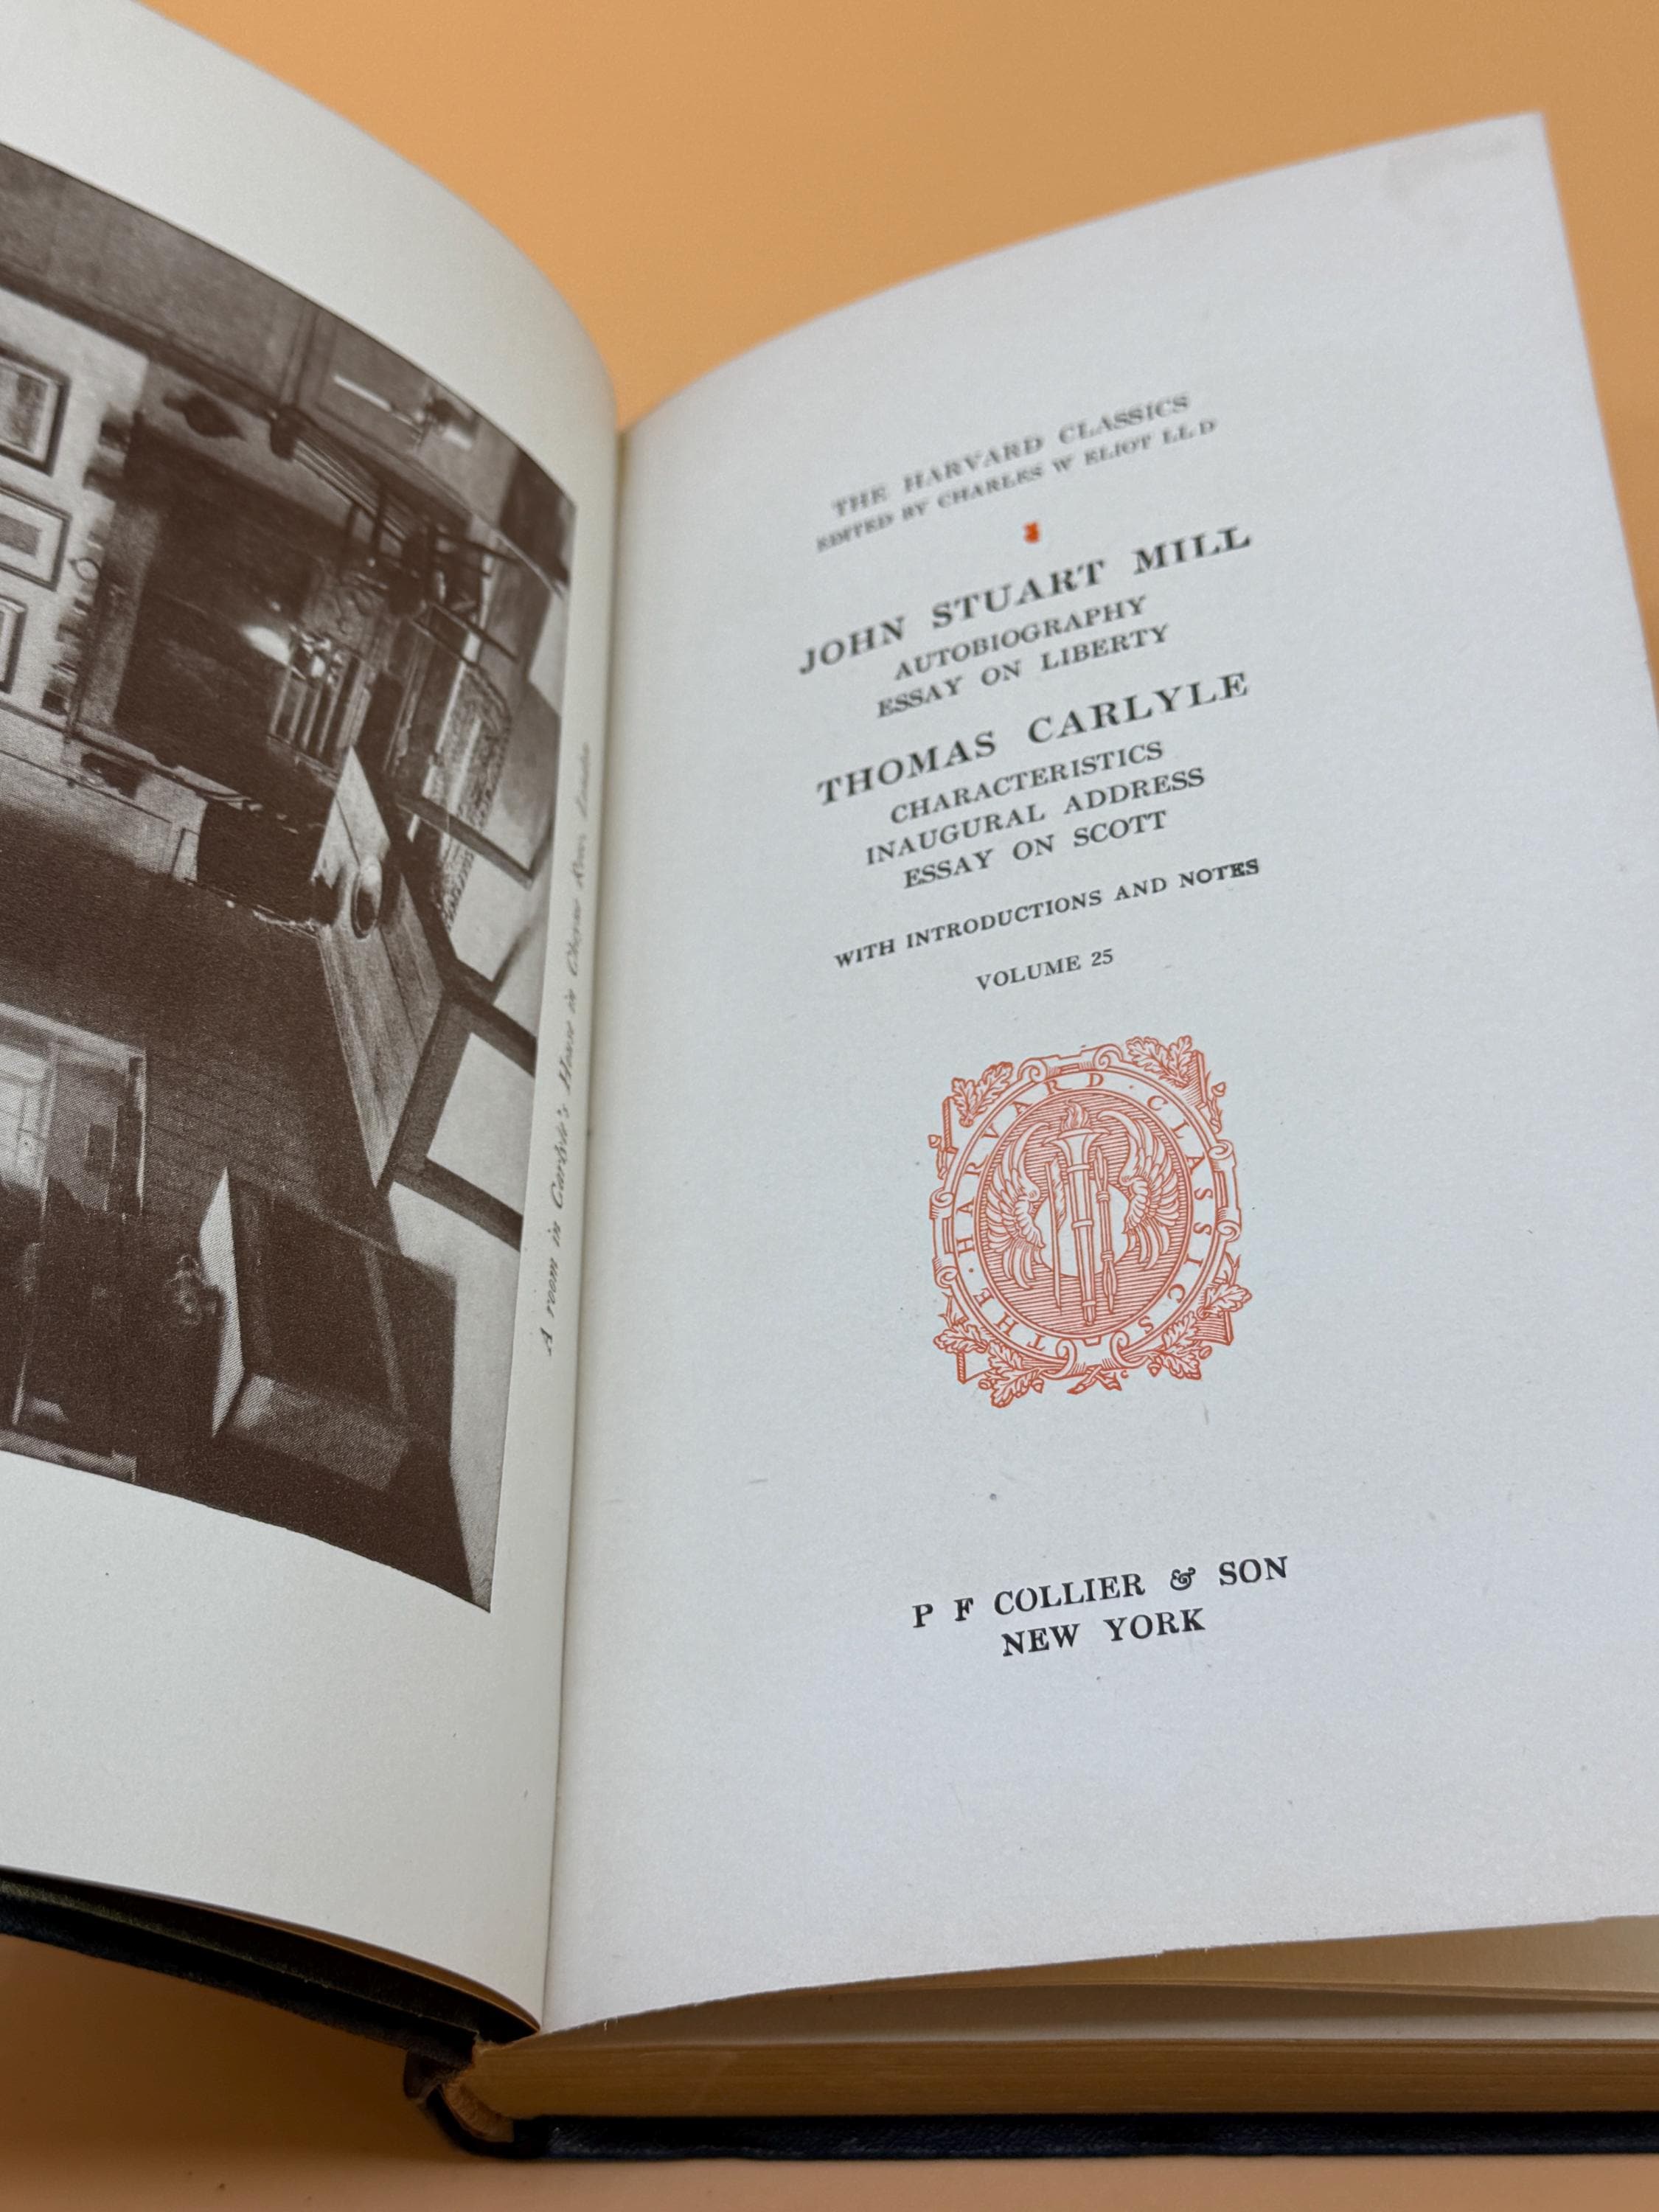 A room in Carlyle's House in Cheyne Row, London
THE HARVARD CLASSICS
EDITED BY CHARLES W ELIOT LL D
JOHN STUART MILL
AUTOBIOGRAPHY
ESSAY ON LIBERTY
THOMAS CARLYLE
CHARACTERISTICS
INAUGURAL ADDRESS
ESSAY ON SCOTT
WITH INTRODUCTIONS AND NOTES
VOLUME 25
· THE · HARVARD · CLASSICS
P F COLLIER & SON
NEW YORK